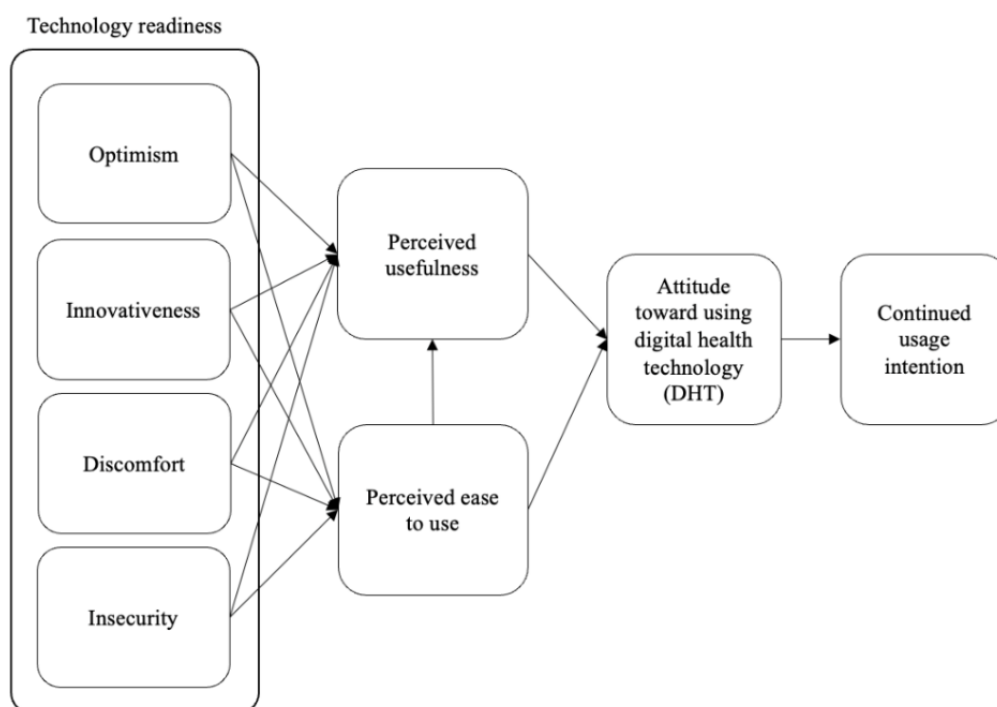 Technology readiness
Optimism
Innovativeness
Discomfort
Insecurity
Perceived
usefulness
Perceived ease
to use
Attitude
toward using
digital health
technology
(DHT)
Continued
usage
intention